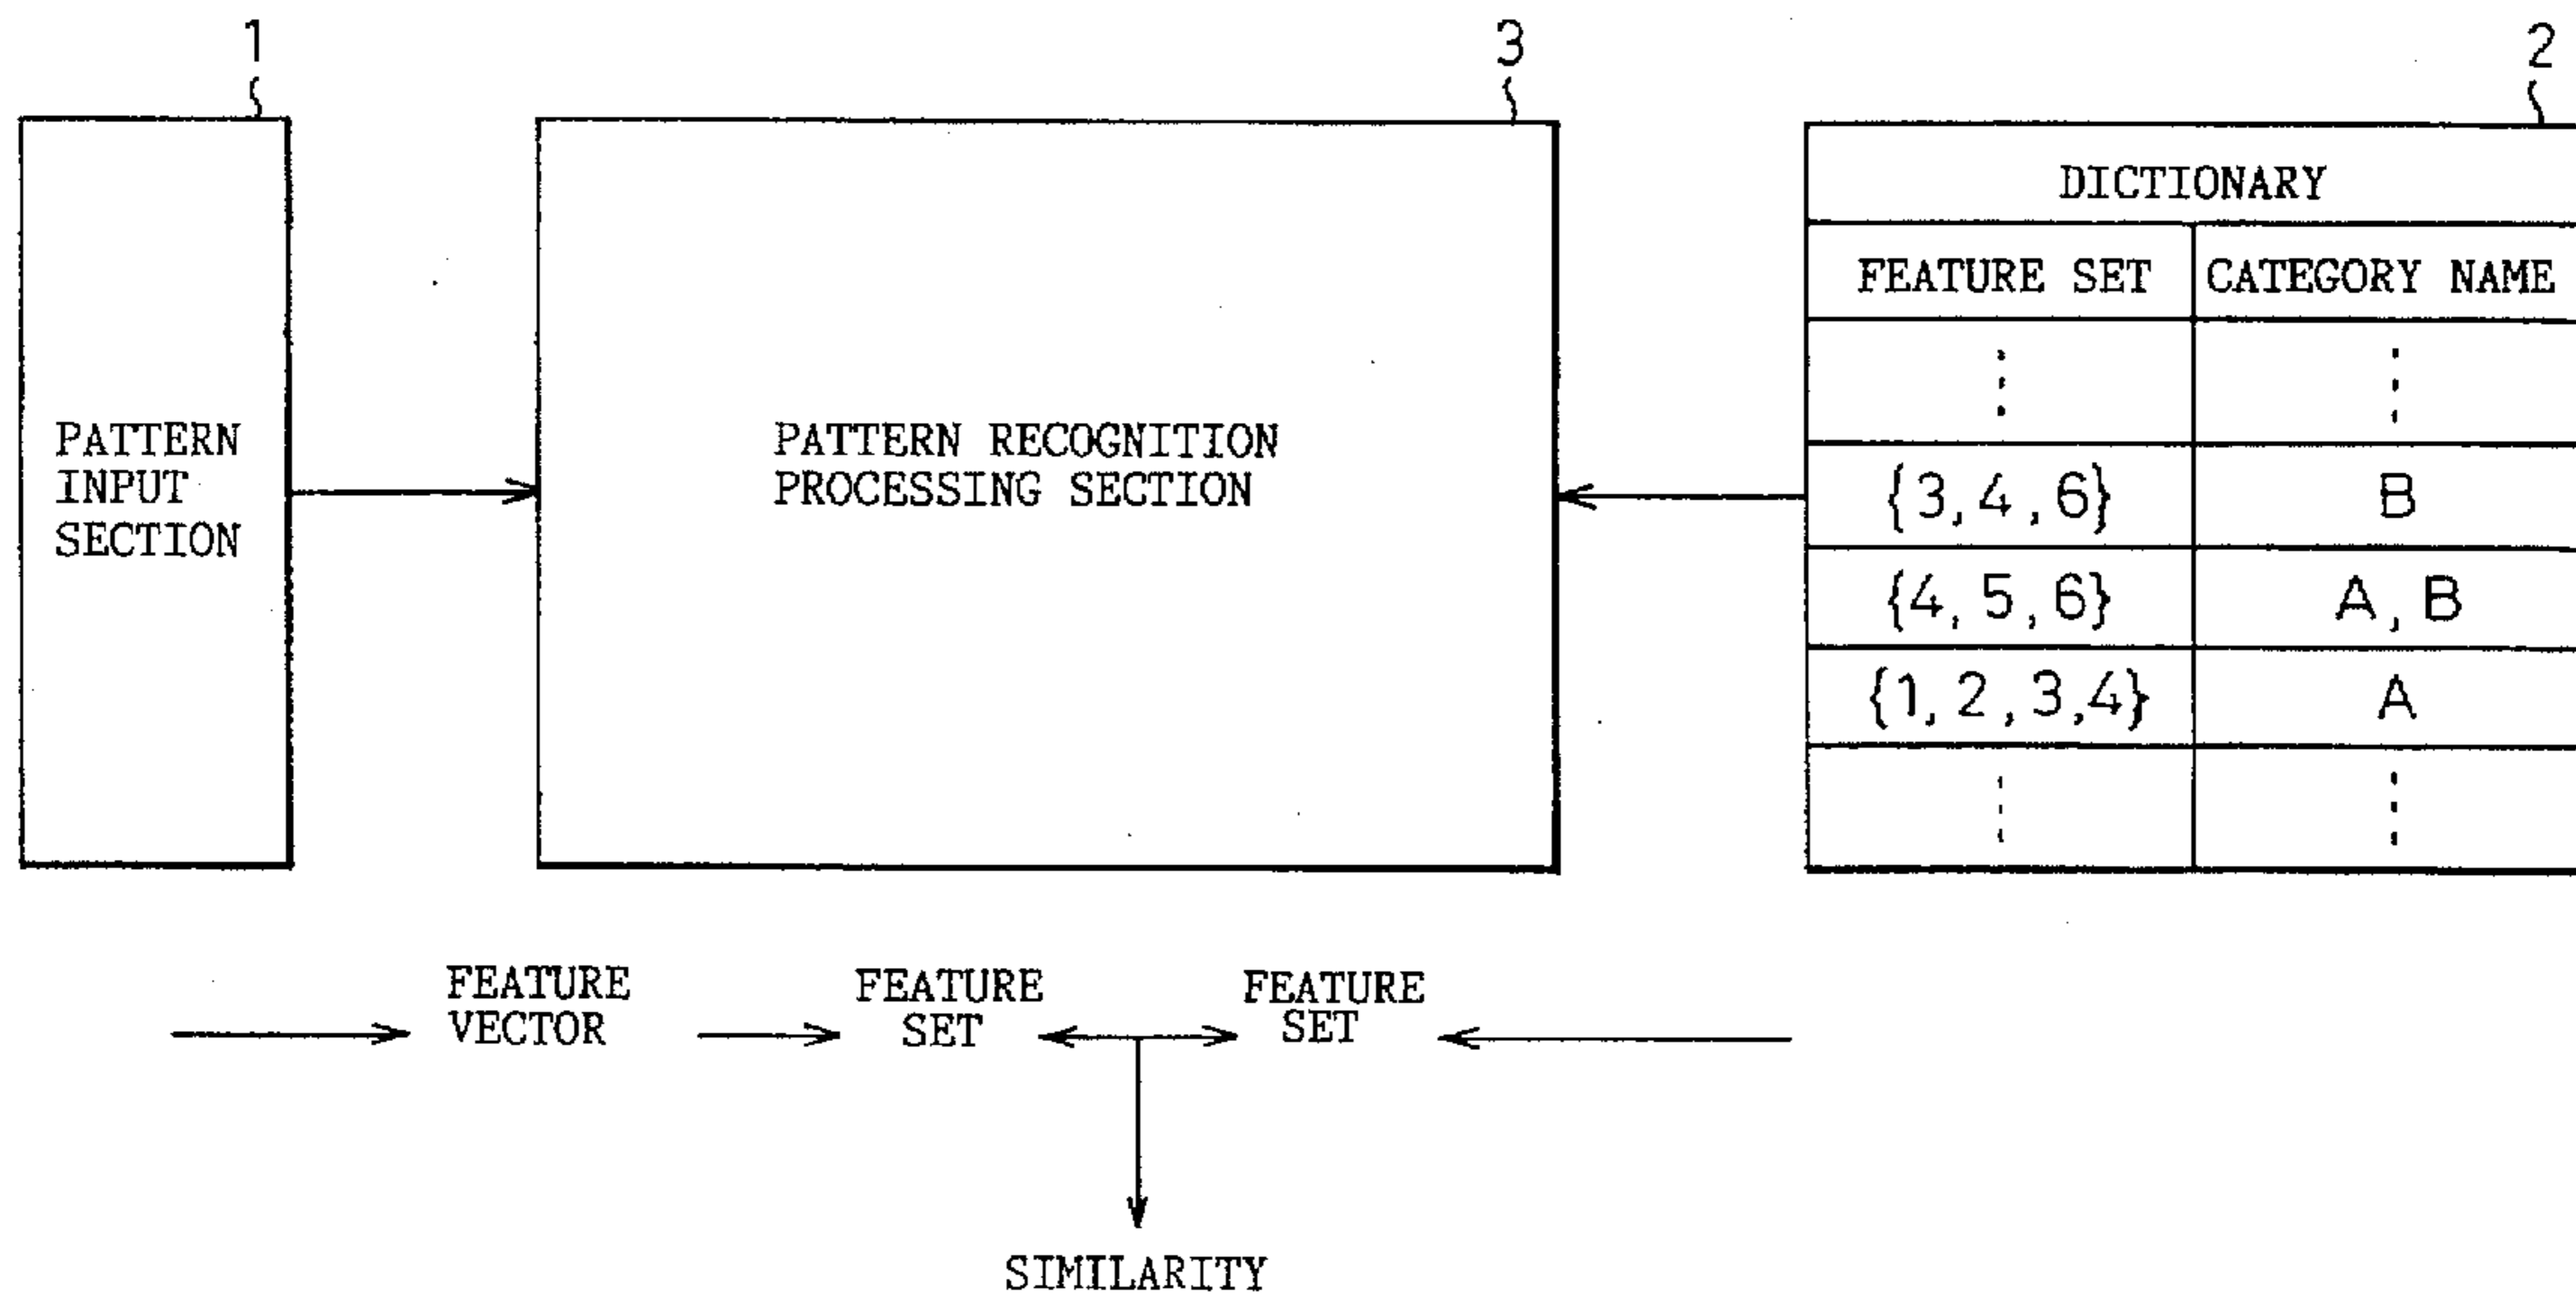 1
3
2
PATTERN
INPUT
SECTION
PATTERN RECOGNITION
PROCESSING SECTION
DICTIONARY
FEATURE SET CATEGORY NAME
{3,4,6} B
{4,5,6} A,B
{1,2,3,4} A
FEATURE
VECTOR
FEATURE
SET
FEATURE
SET
SIMILARITY